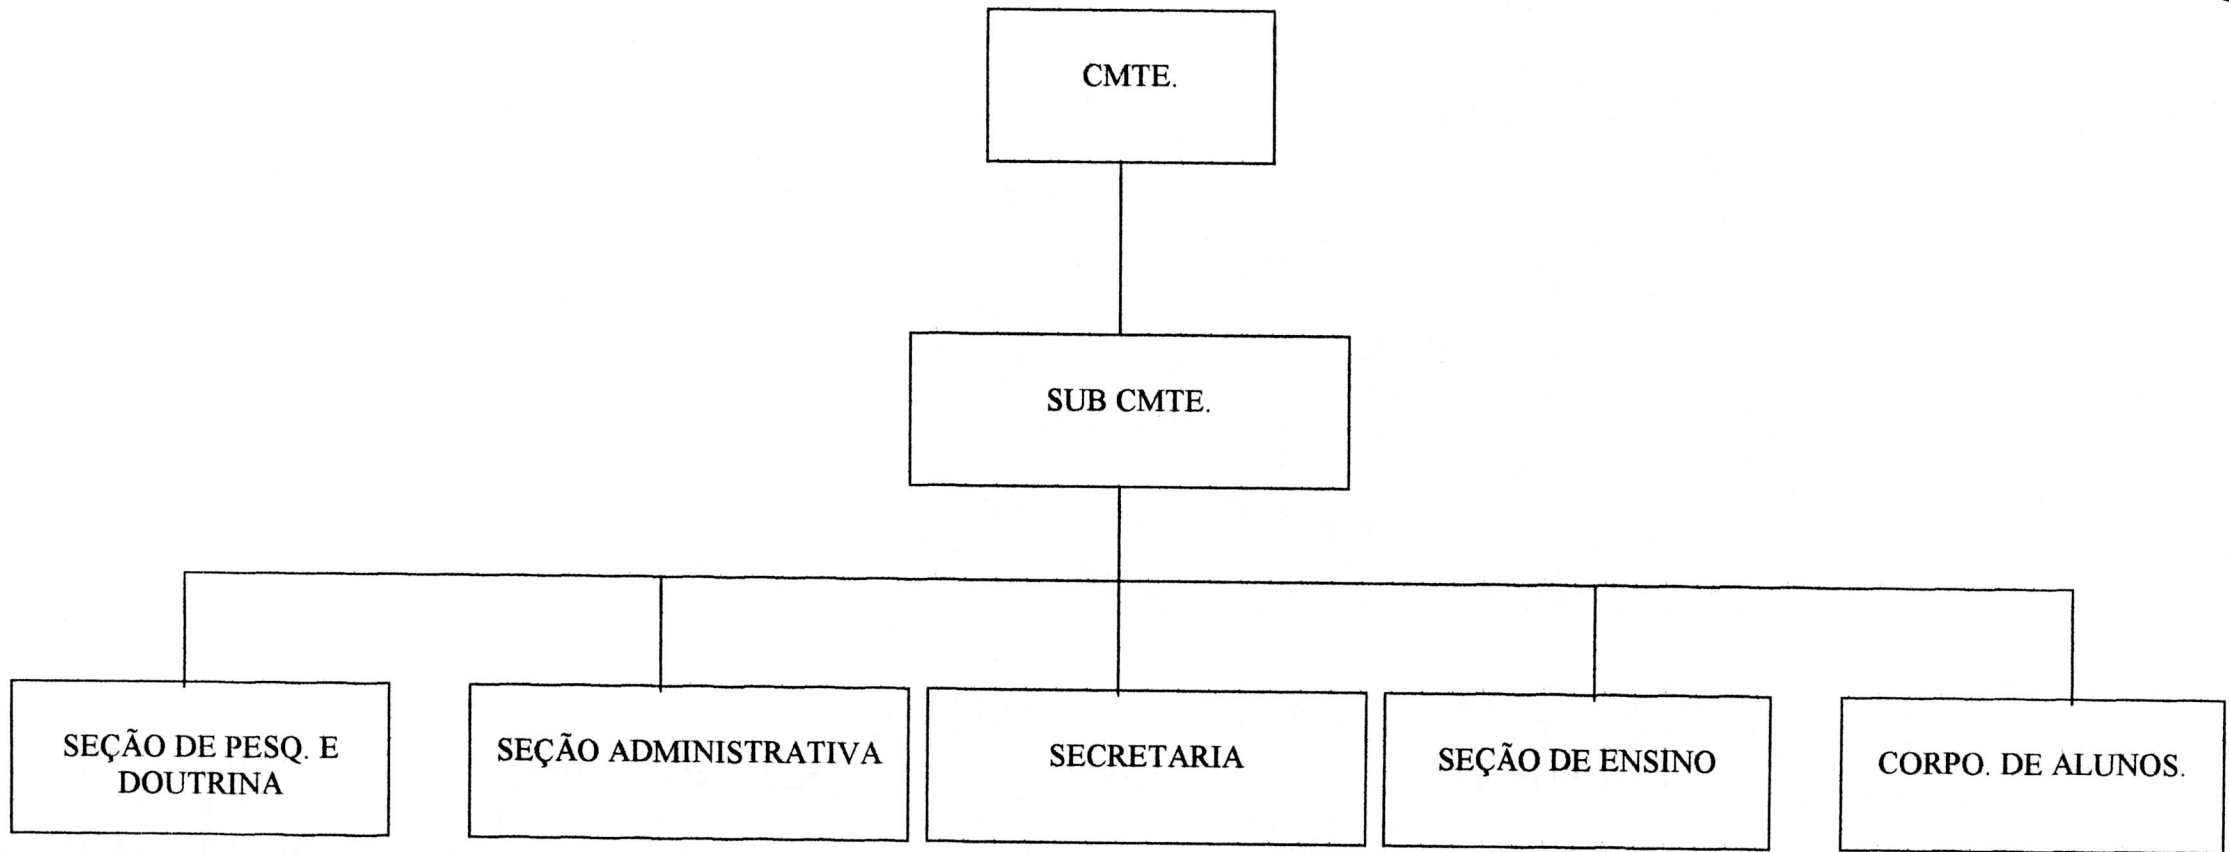 CMTE.
SUB CMTE.
SEÇÃO DE PESQ. E
DOUTRINA
SEÇÃO ADMINISTRATIVA
SECRETARIA
SEÇÃO DE ENSINO
CORPO. DE ALUNOS.